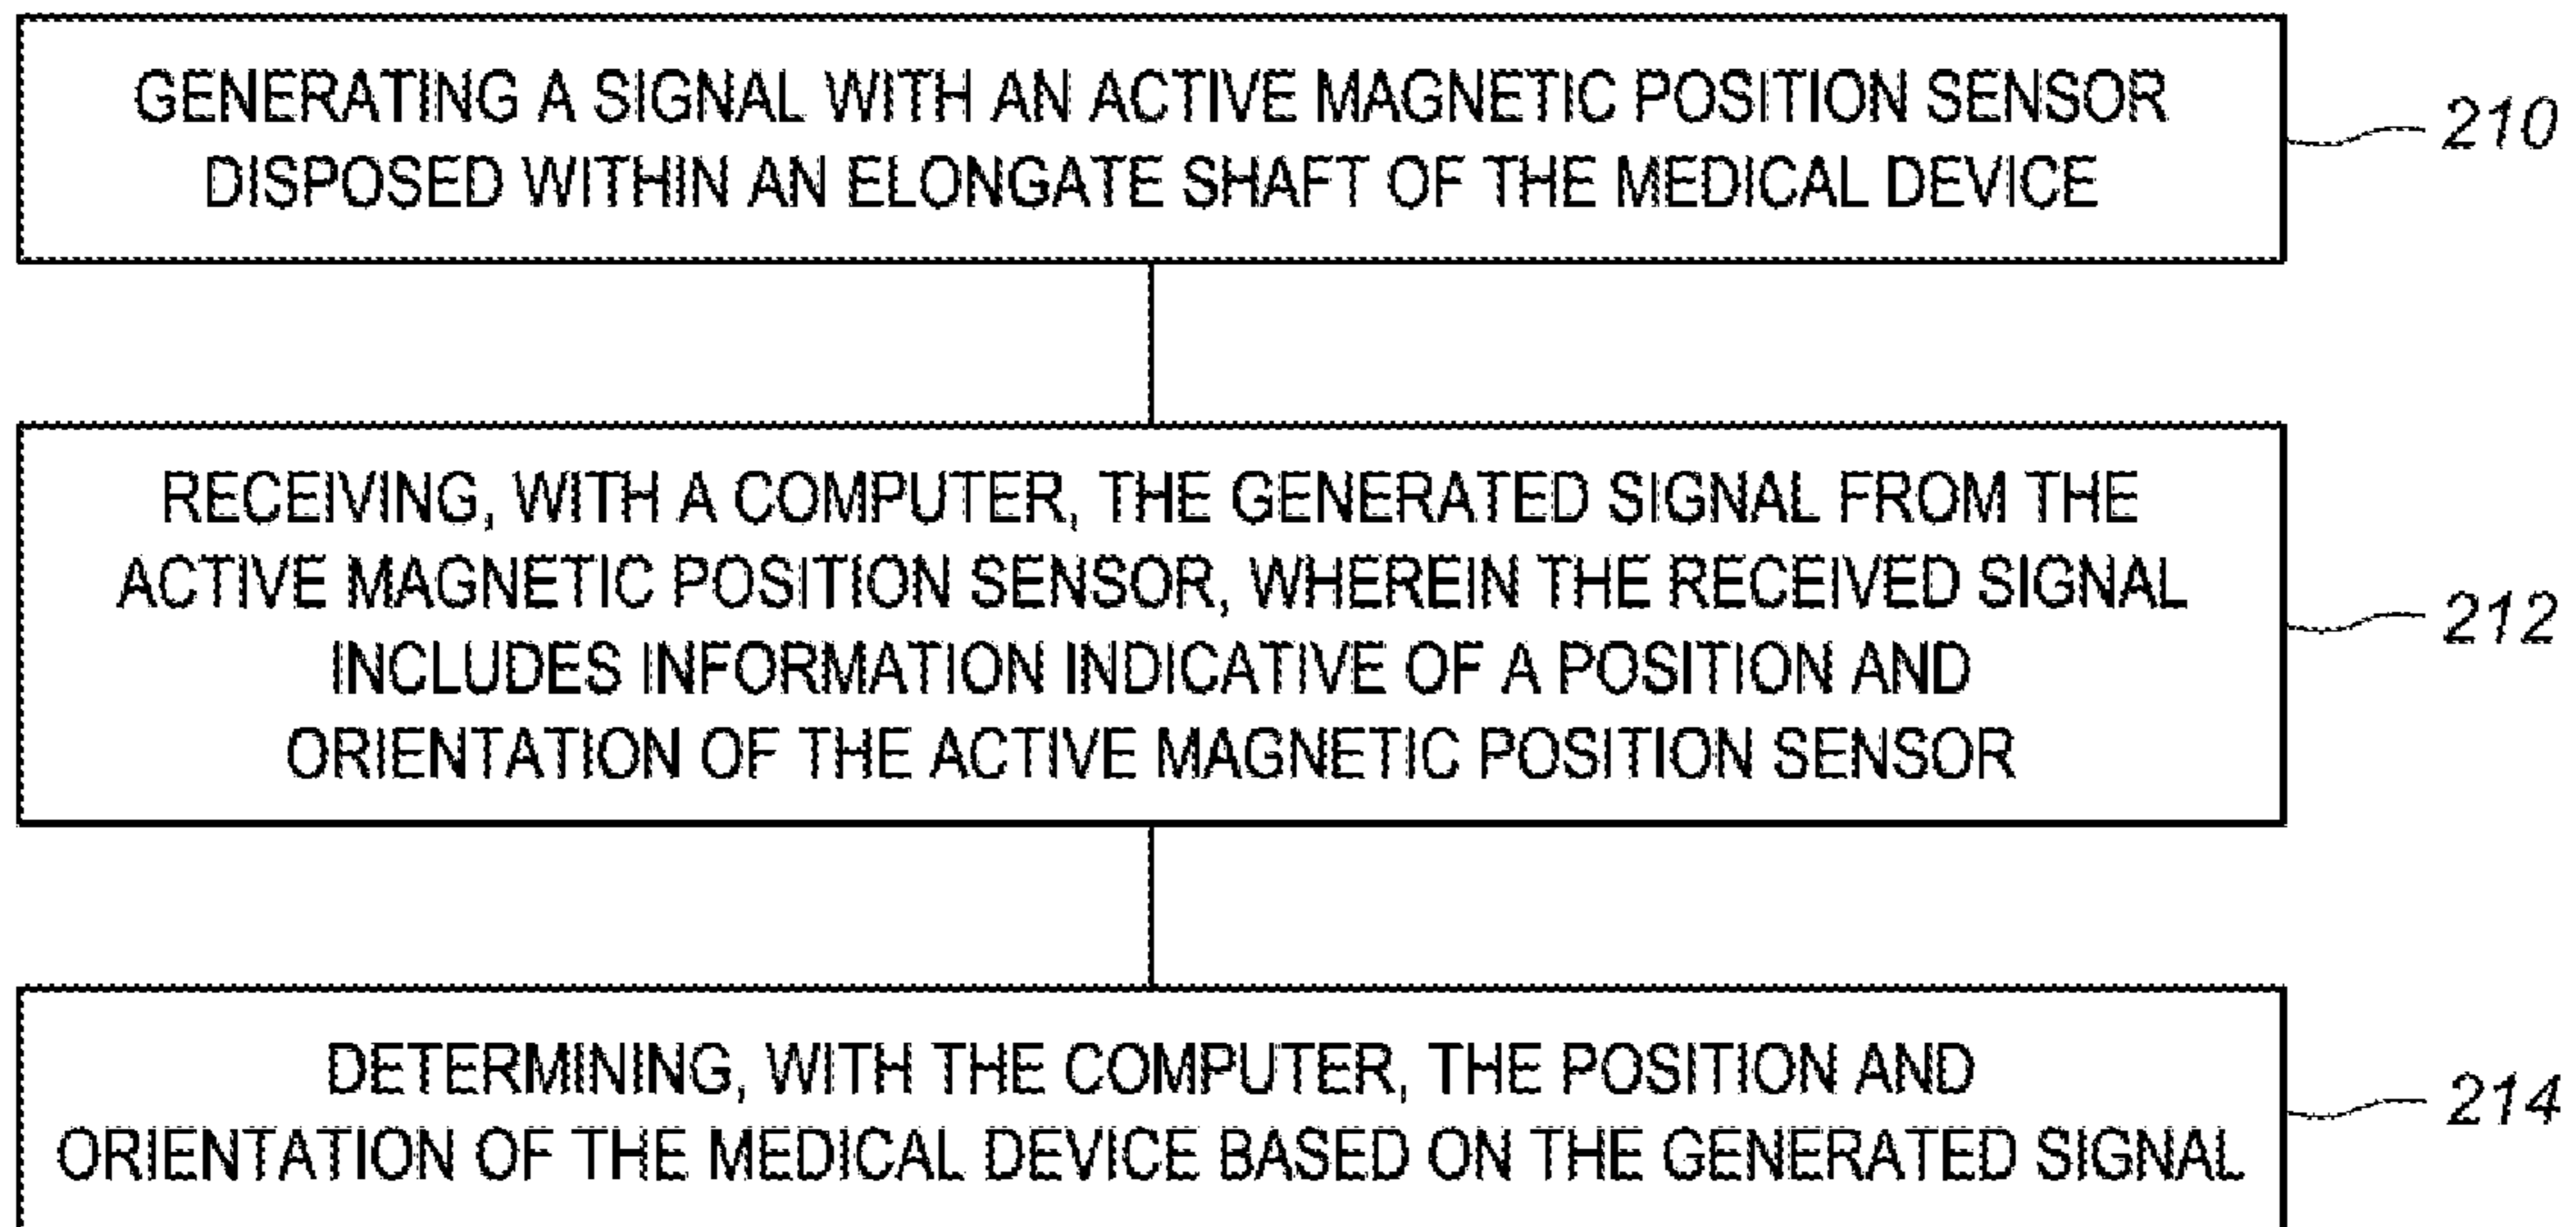 GENERATING A SIGNAL WITH AN ACTIVE MAGNETIC POSITION SENSOR
DISPOSED WITHIN AN ELONGATE SHAFT OF THE MEDICAL DEVICE
210
RECEIVING, WITH A COMPUTER, THE GENERATED SIGNAL FROM THE
ACTIVE MAGNETIC POSITION SENSOR, WHEREIN THE RECEIVED SIGNAL
INCLUDES INFORMATION INDICATIVE OF A POSITION AND
ORIENTATION OF THE ACTIVE MAGNETIC POSITION SENSOR
212
DETERMINING, WITH THE COMPUTER, THE POSITION AND
ORIENTATION OF THE MEDICAL DEVICE BASED ON THE GENERATED SIGNAL
214